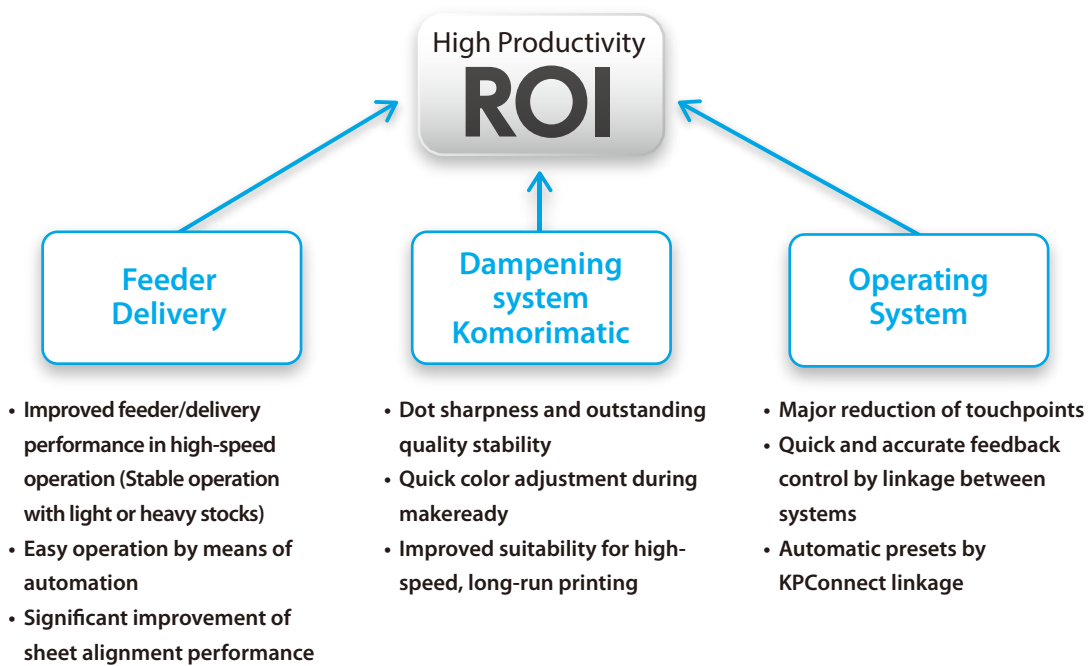 High Productivity
ROI
Feeder
Delivery
• Improved feeder/delivery
performance in high-speed
operation (Stable operation
with light or heavy stocks)
• Easy operation by means of
automation
• Significant improvement of
sheet alignment performance
Dampening
system
Komorimatic
• Dot sharpness and outstanding
quality stability
• Quick color adjustment during
makeready
• Improved suitability for high-
speed, long-run printing
Operating
System
• Major reduction of touchpoints
• Quick and accurate feedback
control by linkage between
systems
• Automatic presets by
KPConnect linkage